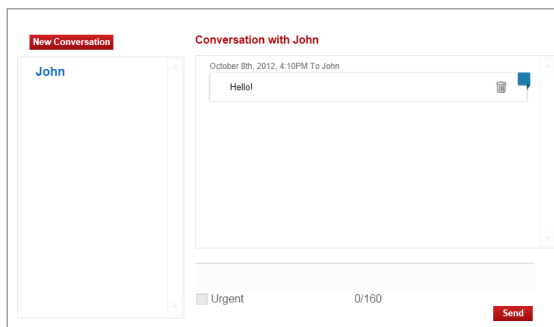 New Conversation
John
Conversation with John
October 8th, 2012, 4:10PM To John
Hello!
Urgent
0/160
Send